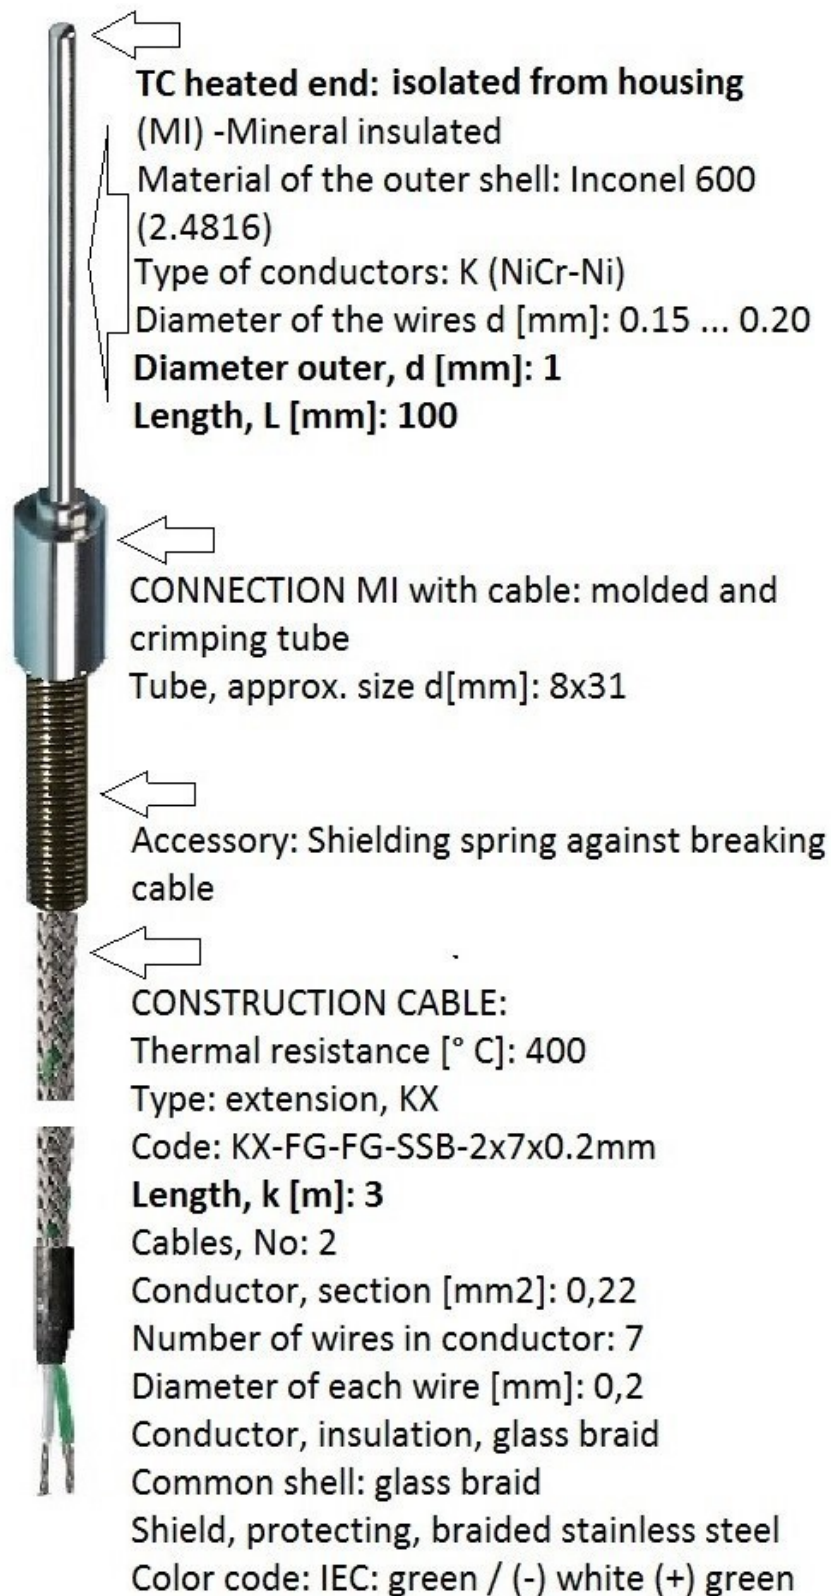 TC heated end: isolated from housing
(MI) -Mineral insulated
Material of the outer shell: Inconel 600
(2.4816)
Type of conductors: K (NiCr-Ni)
Diameter of the wires d [mm]: 0.15 ... 0.20
Diameter outer, d [mm]: 1
Length, L [mm]: 100
CONNECTION MI with cable: molded and
crimping tube
Tube, approx. size d[mm]: 8x31
Accessory: Shielding spring against breaking
cable
CONSTRUCTION CABLE:
Thermal resistance [° C]: 400
Type: extension, KX
Code: KX-FG-FG-SSB-2x7x0.2mm
Length, k [m]: 3
Cables, No: 2
Conductor, section [mm2]: 0,22
Number of wires in conductor: 7
Diameter of each wire [mm]: 0,2
Conductor, insulation, glass braid
Common shell: glass braid
Shield, protecting, braided stainless steel
Color code: IEC: green / (-) white (+) green